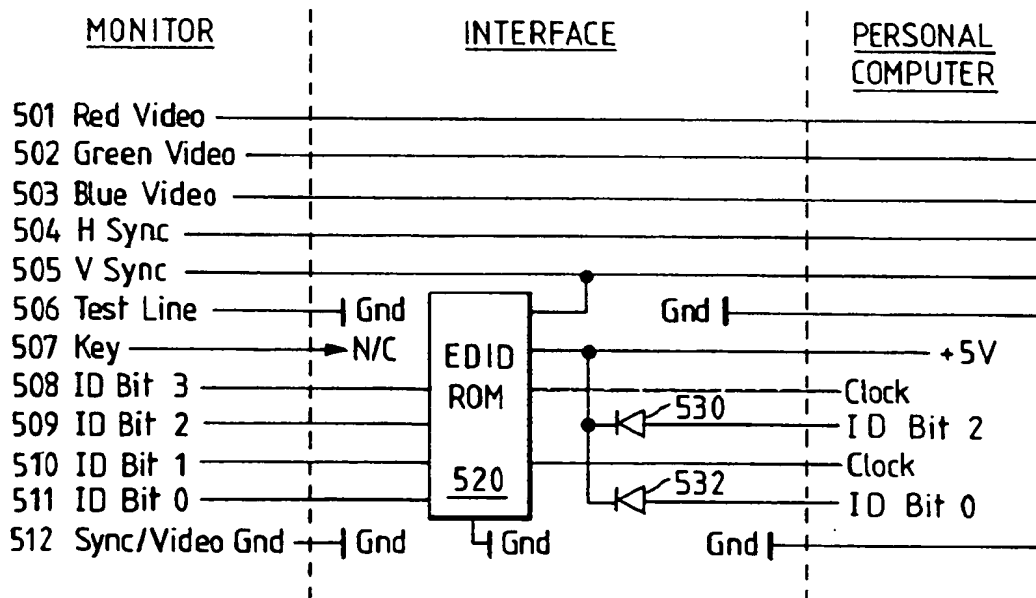 MONITOR INTERFACE PERSONAL COMPUTER
501 Red Video
502 Green Video
503 Blue Video
504 H Sync
505 V Sync
506 Test Line Gnd Gnd
507 Key N/C +5V
EDID ROM
508 ID Bit 3 Clock
530
509 ID Bit 2 ID Bit 2
510 ID Bit 1 Clock
520 532
511 ID Bit 0 ID Bit 0
512 Sync/Video Gnd Gnd Gnd Gnd